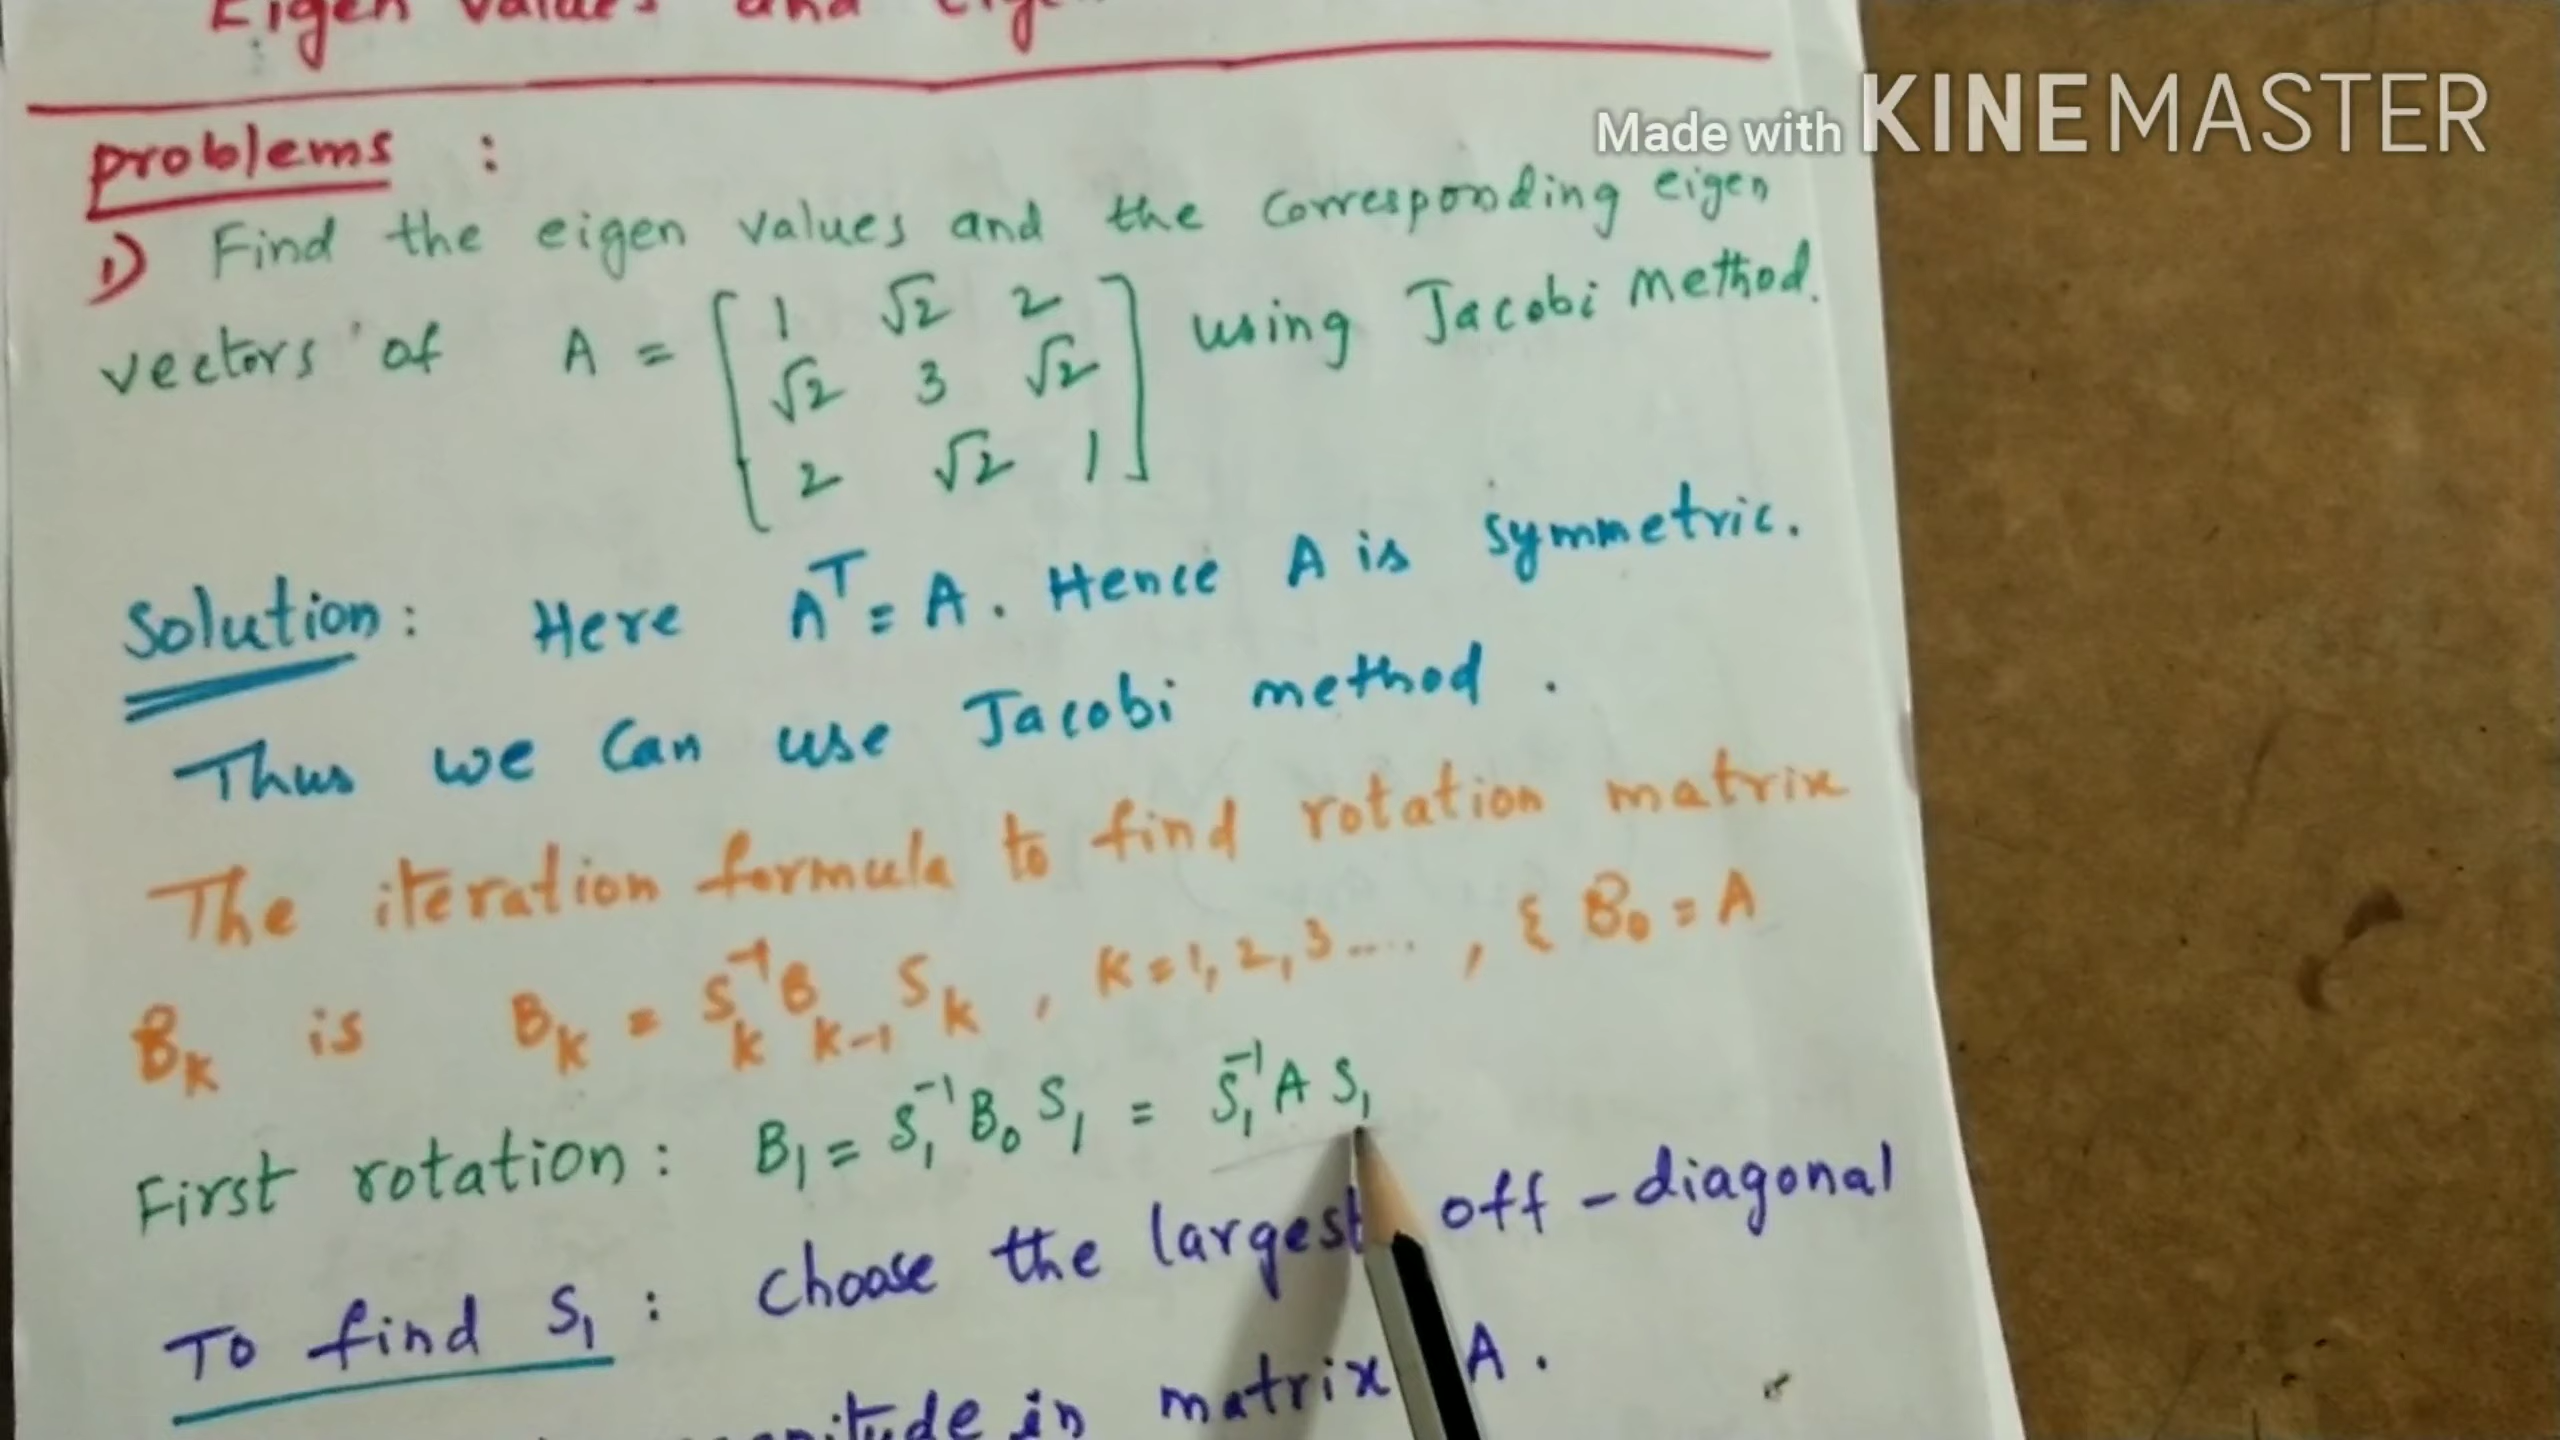 Eigen values and
Made with KINEMASTER
problems :
1) Find the eigen values and the corresponding eigen
vectors of A = [ 1 √2 2
√2 3 √2
2 √2 1 ] using Jacobi method.
Solution: Here Aᵀ = A. Hence A is symmetric.
Thus we can use Jacobi method.
The iteration formula to find rotation matrix
Bₖ is Bₖ = Sₖ⁻¹ Bₖ₋₁ Sₖ, K = 1, 2, 3 ...., { B₀ = A
First rotation: B₁ = S₁⁻¹ B₀ S₁ = S₁⁻¹ A S₁
To find S₁ : choose the largest off-diagonal
in matrix A.